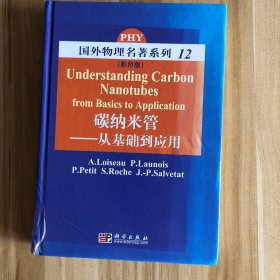 PHY
国外物理名著系列 12
(影印版)
Understanding Carbon
Nanotubes
from Basics to Application
碳纳米管
——从基础到应用
A.Loiseau P.Launois
P.Petit S.Roche J.-P.Salvetat
科学出版社